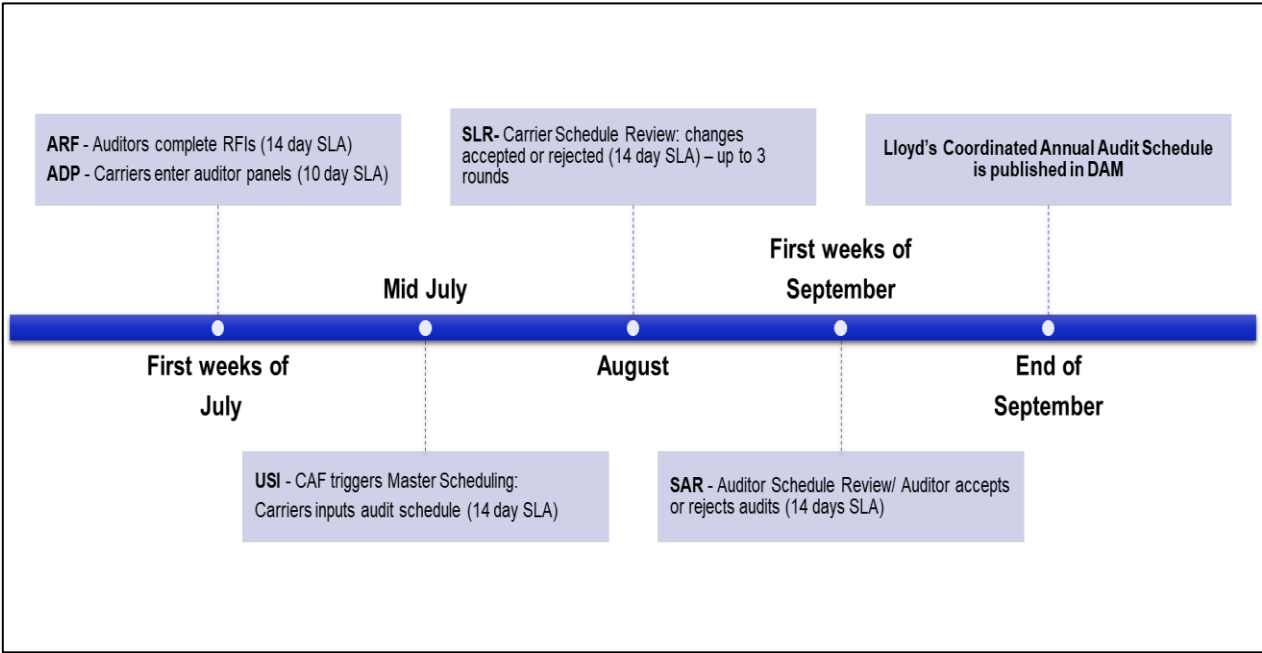 ARF - Auditors complete RFIs (14 day SLA)
ADP - Carriers enter auditor panels (10 day SLA)
SLR- Carrier Schedule Review: changes
accepted or rejected (14 day SLA) – up to 3
rounds
Lloyd's Coordinated Annual Audit Schedule
is published in DAM
Mid July
First weeks of
September
First weeks of
July
August
End of
September
USI - CAF triggers Master Scheduling:
Carriers inputs audit schedule (14 day SLA)
SAR - Auditor Schedule Review/ Auditor accepts
or rejects audits (14 days SLA)